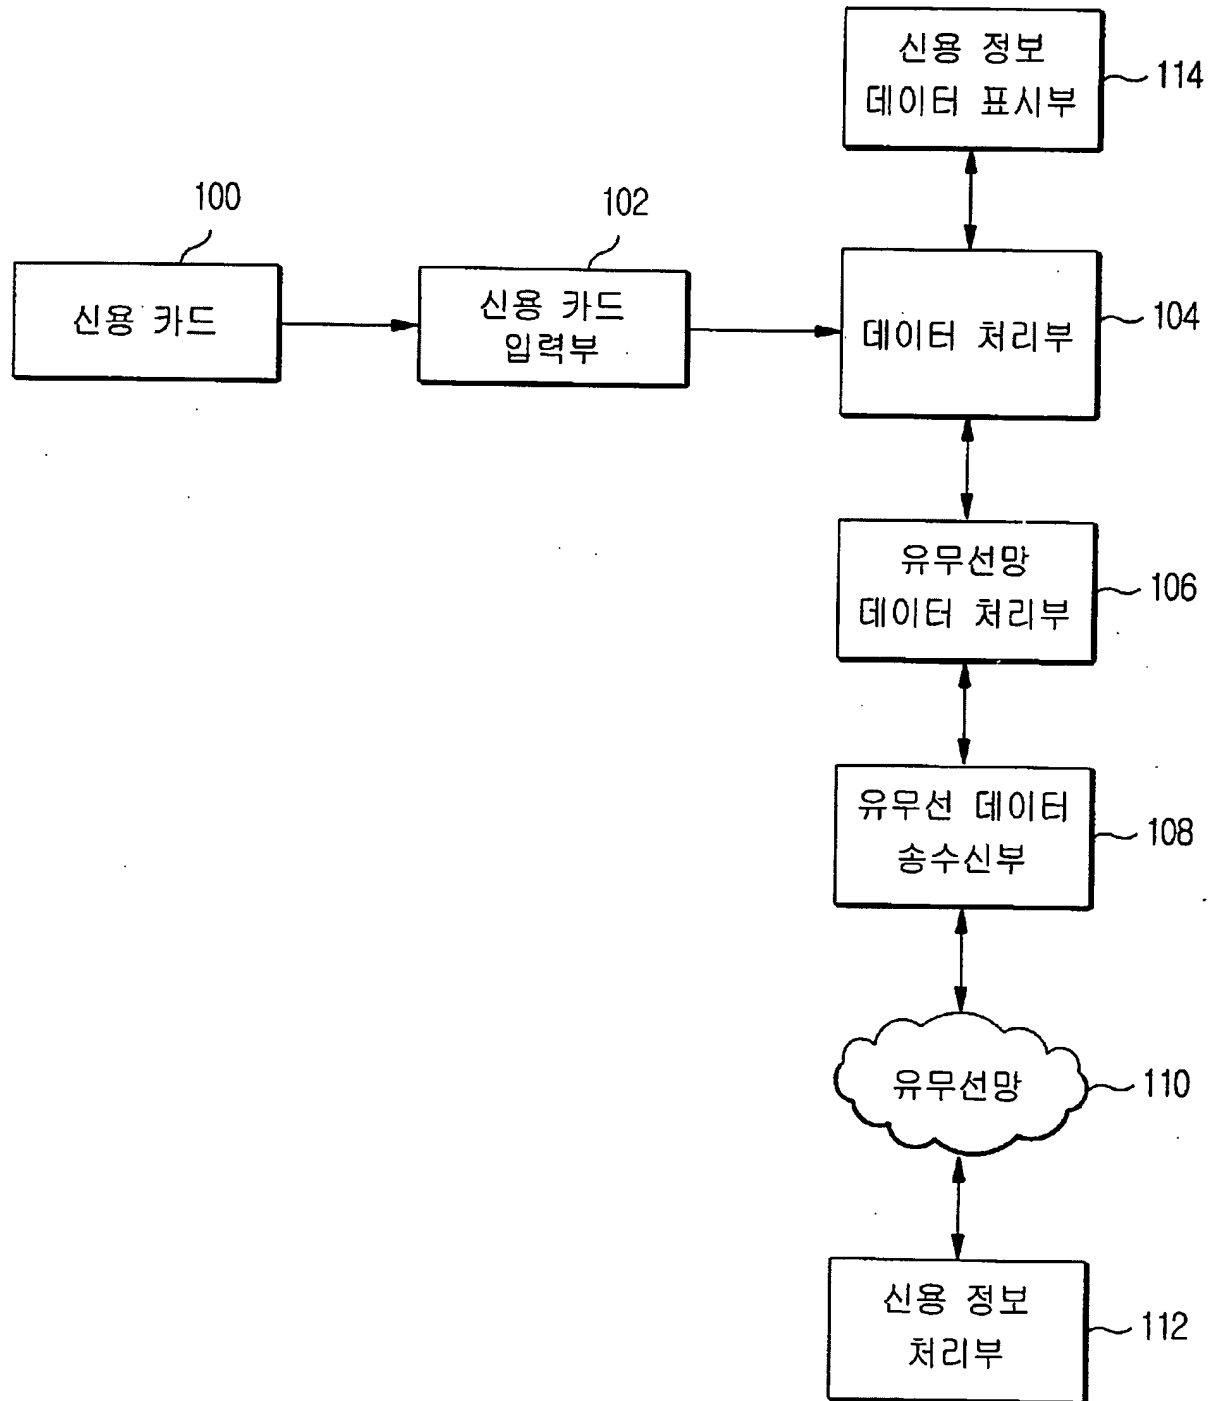 신용 정보
데이터 표시부
114
100
102
신용 카드
신용 카드
입력부
데이터 처리부
104
유무선망
데이터 처리부
106
유무선 데이터
송수신부
108
유무선망
110
신용 정보
처리부
112